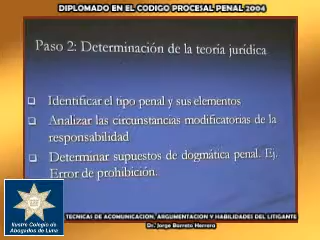 DIPLOMADO EN EL CODIGO PROCESAL PENAL 2004
Paso 2: Determinación de la teoría jurídica
Identificar el tipo penal y sus elementos
Analizar las circunstancias modificatorias de la
responsabilidad
Determinar supuestos de dogmática penal. Ej.
Error de prohibición.
TECNICAS DE ACOMUNICACION, ARGUMENTACION Y HABILIDADES DEL LITIGANTE
Dr. Jorge Barreto Herrera
Ilustre Colegio de
Abogados de Lima